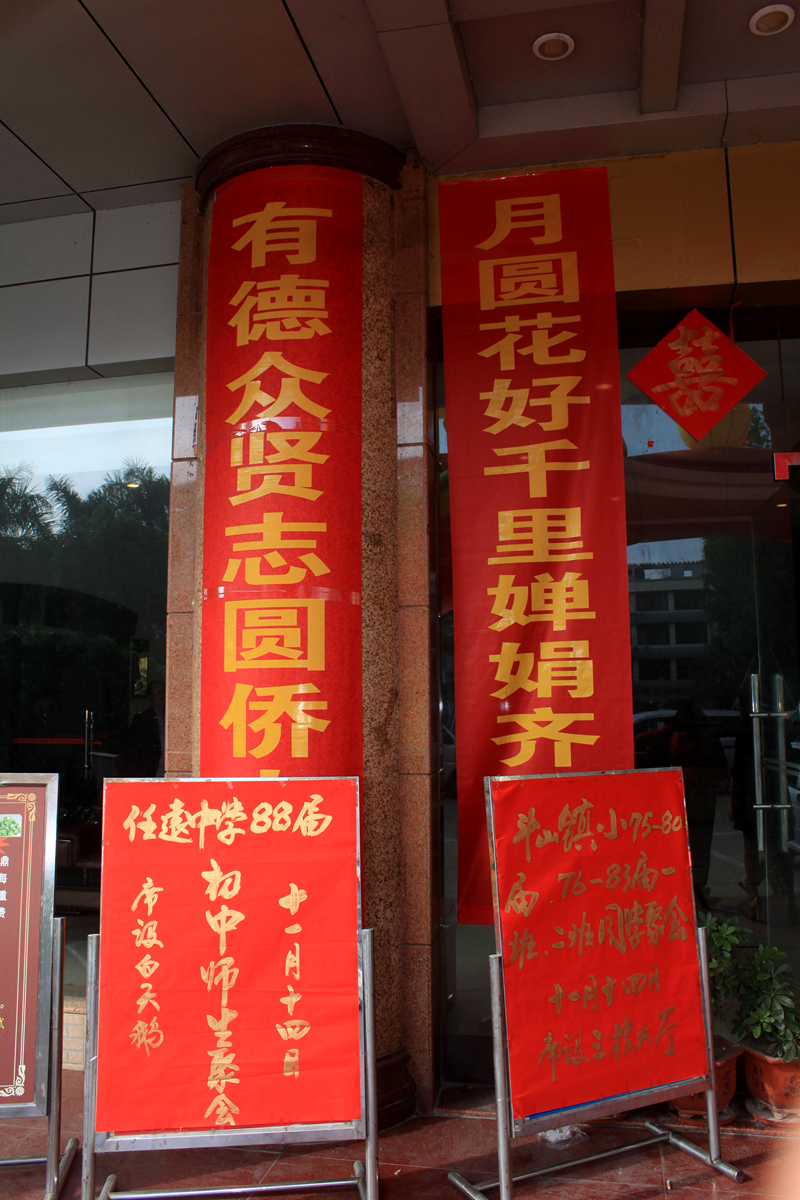 有德众贤志圆侨
月圆花好千里婵娟齐
囍
任远中学88届
初中师生聚会
十一月十四日
席设白天鹅
斗山镇小75-80
届、76-83届一
班、二班同学聚会
十一月十四日
席设三楼大厅